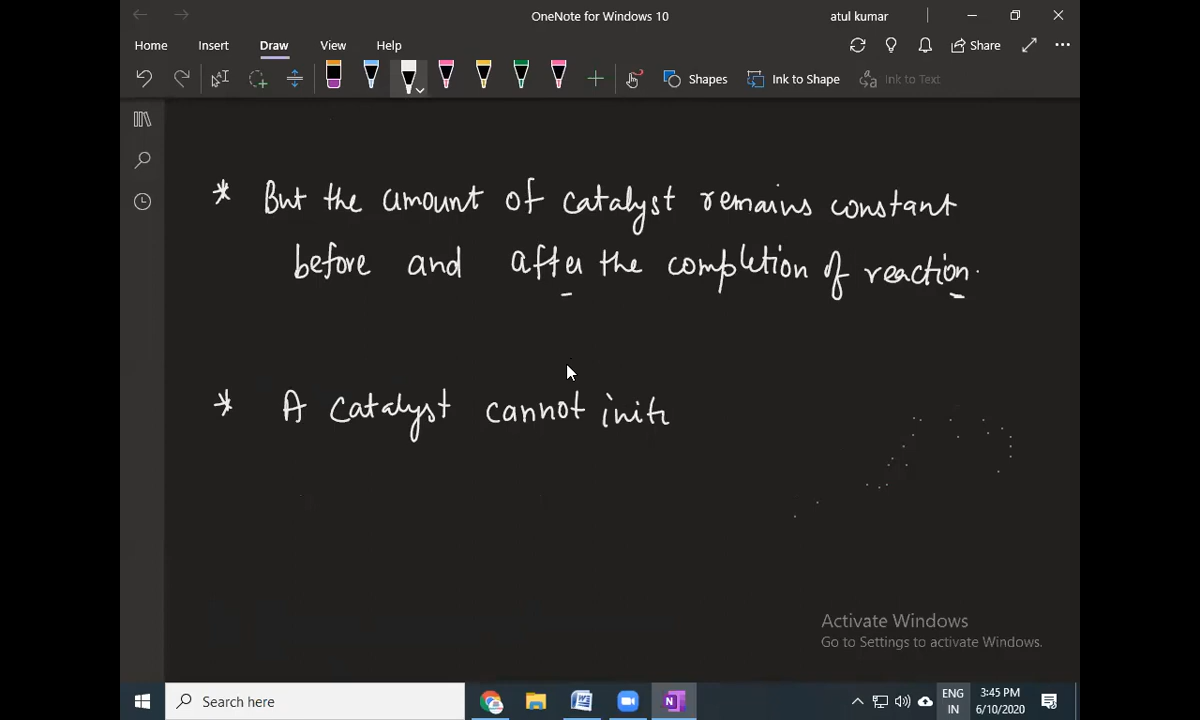 OneNote for Windows 10
atul kumar
Home Insert Draw View Help
Share
Shapes Ink to Shape Ink to Text
* But the amount of catalyst remains constant
before and after the completion of reaction.
* A catalyst cannot initi
Activate Windows
Go to Settings to activate Windows.
Search here
ENG
IN
3:45 PM
6/10/2020